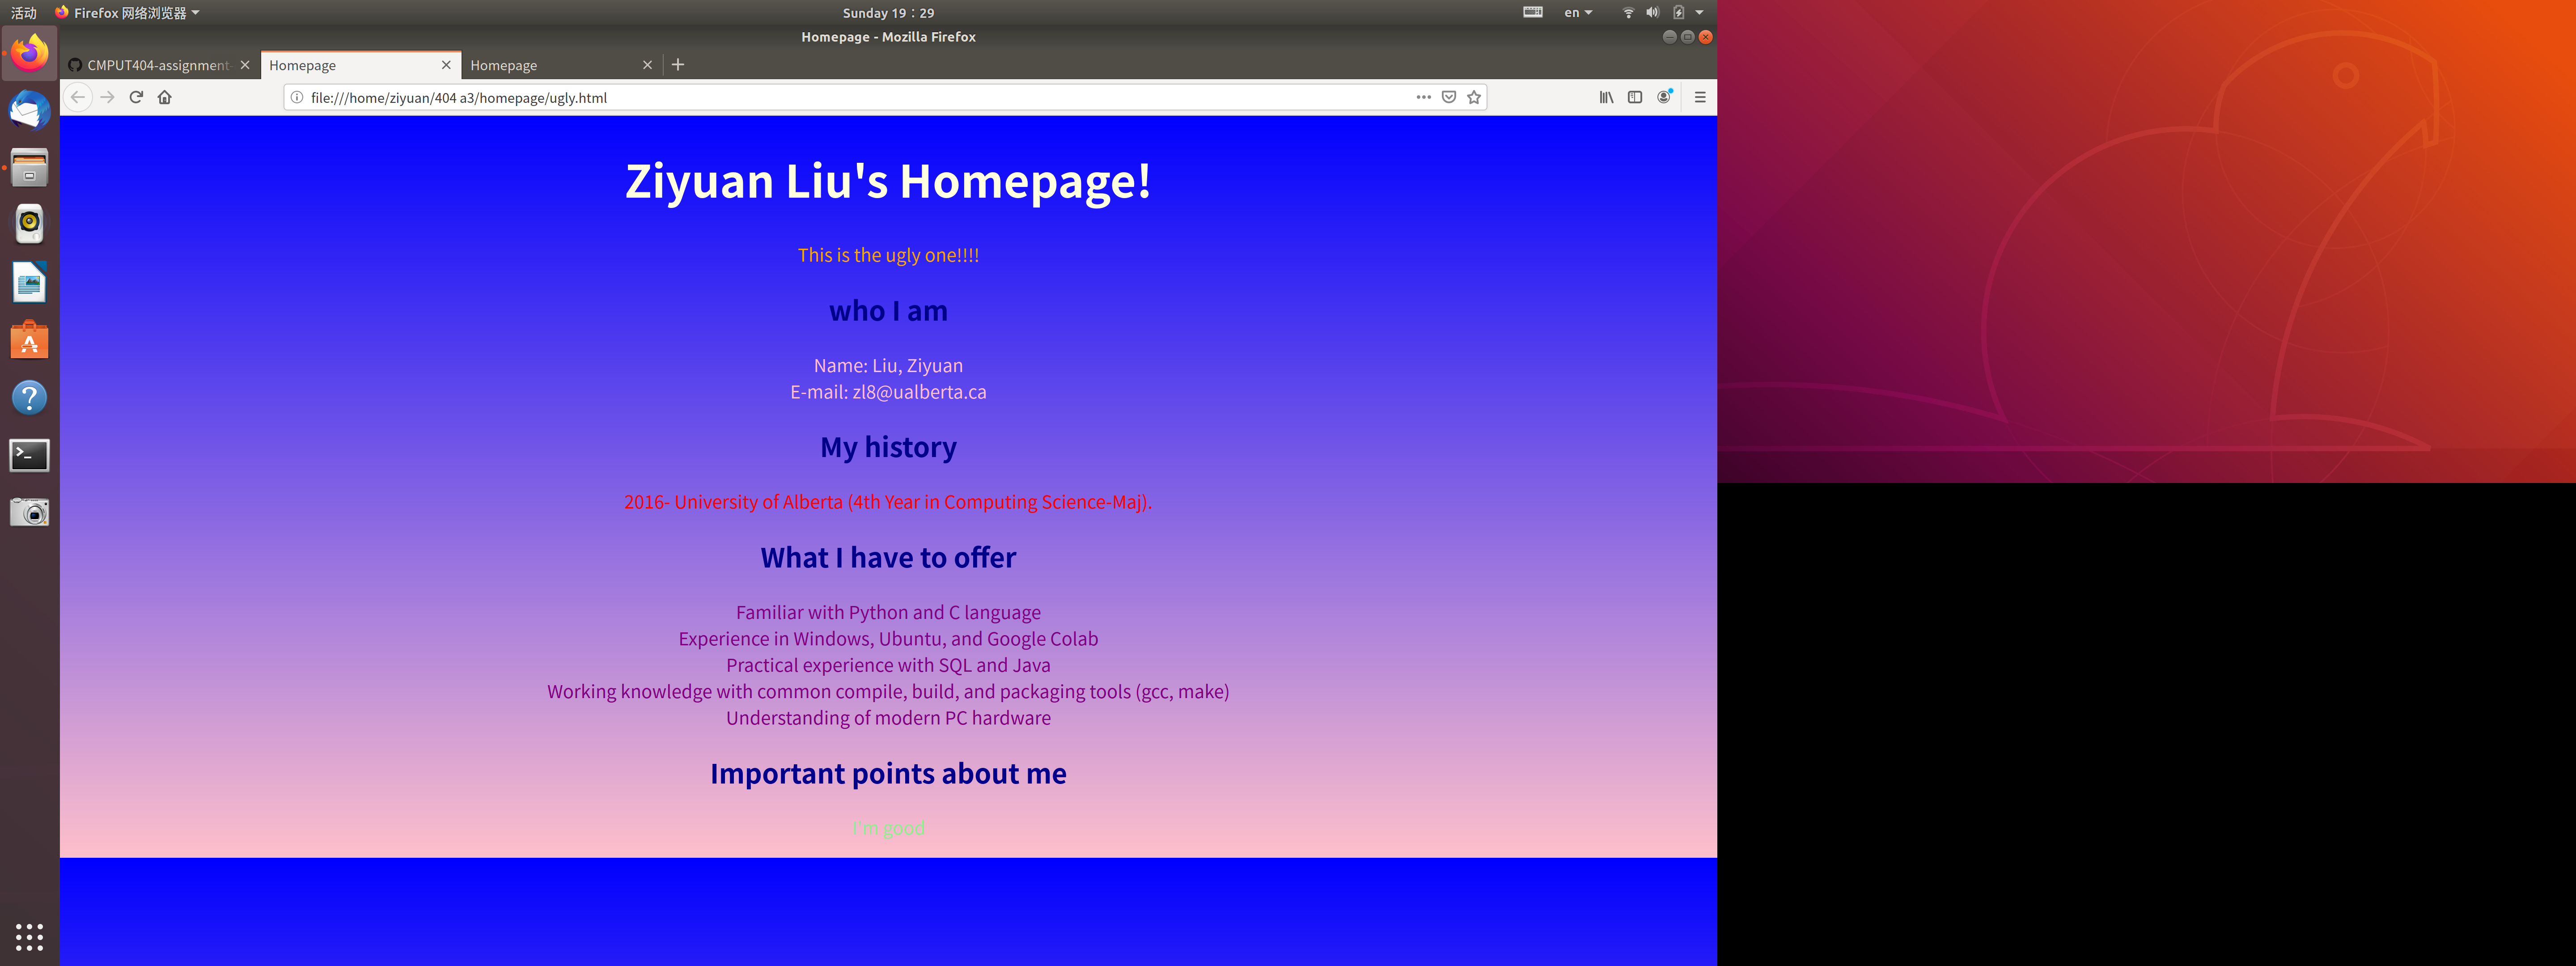 活动
Firefox 网络浏览器
Sunday 19：29
en
Homepage - Mozilla Firefox
CMPUT404-assignment-
Homepage
Homepage
file:///home/ziyuan/404 a3/homepage/ugly.html
Ziyuan Liu's Homepage!
This is the ugly one!!!!
who I am
Name: Liu, Ziyuan
E-mail: zl8@ualberta.ca
My history
2016- University of Alberta (4th Year in Computing Science-Maj).
What I have to offer
Familiar with Python and C language
Experience in Windows, Ubuntu, and Google Colab
Practical experience with SQL and Java
Working knowledge with common compile, build, and packaging tools (gcc, make)
Understanding of modern PC hardware
Important points about me
I'm good